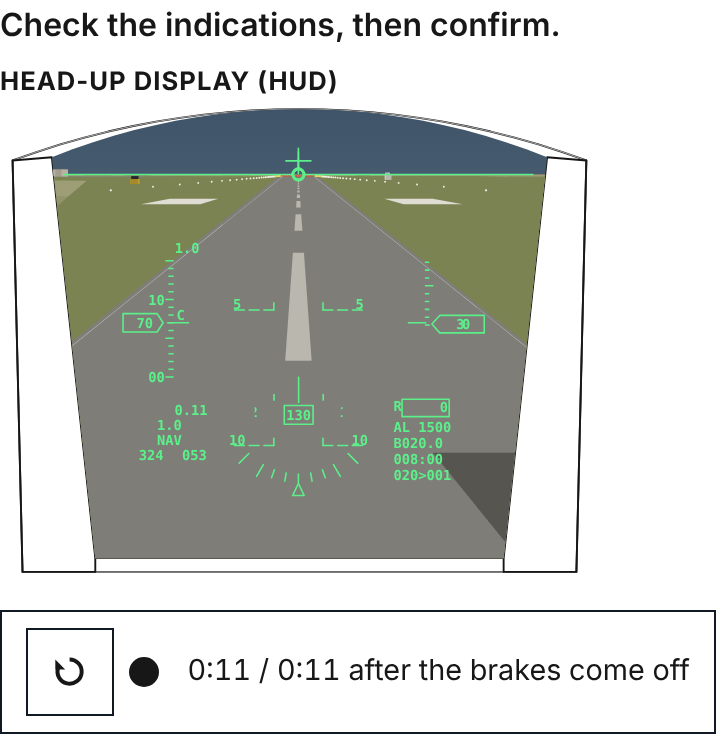 Check the indications, then confirm.
HEAD-UP DISPLAY (HUD)
1.0
10
C
70
00
5 5
30
0.11
1.0
NAV
324 053
130
10 10
R 0
AL 1500
B020.0
008:00
020>001
0:11 / 0:11 after the brakes come off